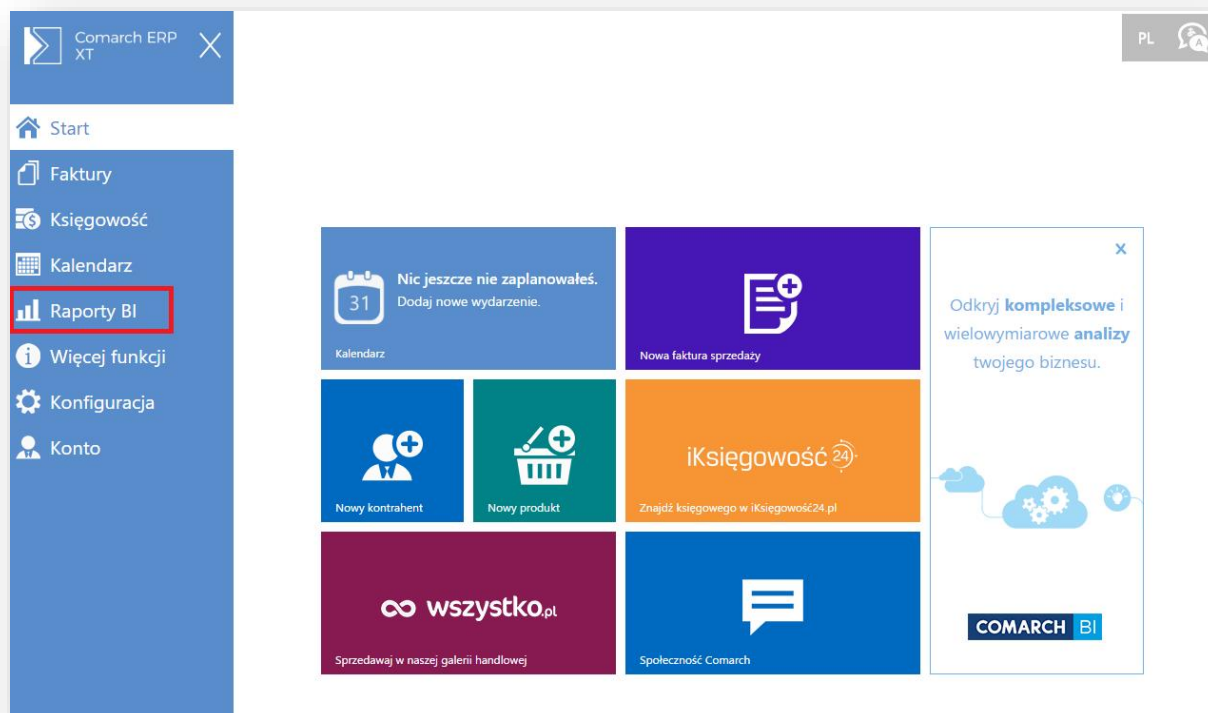 Comarch ERP
XT
PL
Start
Faktury
Księgowość
Kalendarz
Raporty BI
Więcej funkcji
Konfiguracja
Konto
31
Nic jeszcze nie zaplanowałeś.
Dodaj nowe wydarzenie.
Kalendarz
Nowa faktura sprzedaży
Nowy kontrahent
Nowy produkt
iKsięgowość 24
Znajdź księgowego w iKsięgowość24.pl
wszystko.pl
Sprzedawaj w naszej galerii handlowej
Społeczność Comarch
x
Odkryj kompleksowe i
wielowymiarowe analizy
twojego biznesu.
COMARCH BI